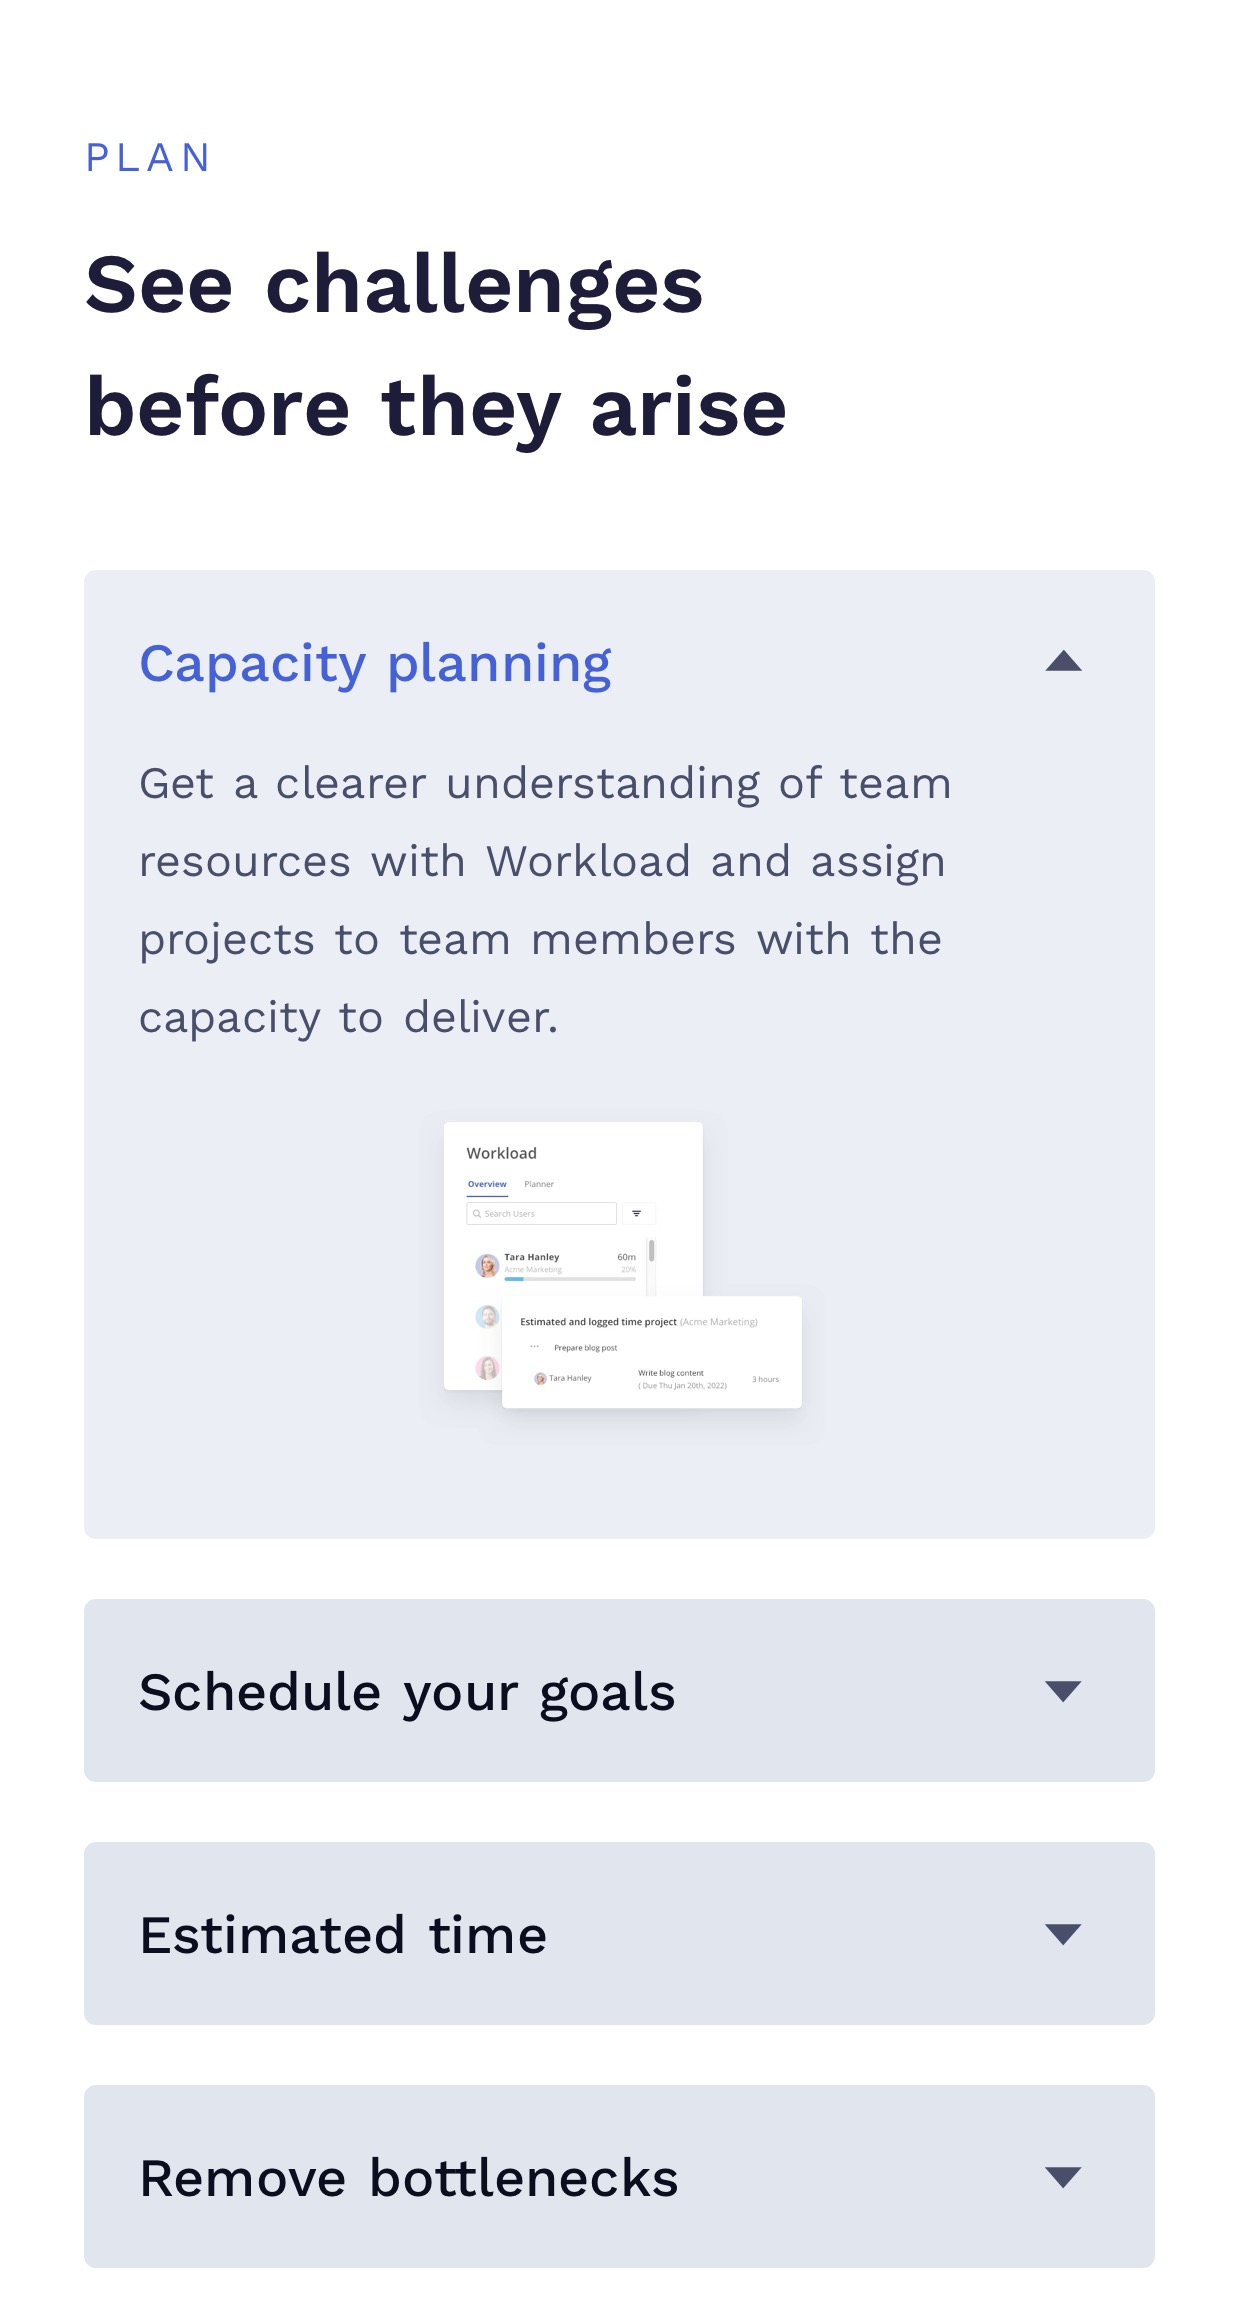 PLAN
See challenges
before they arise
Capacity planning
Get a clearer understanding of team
resources with Workload and assign
projects to team members with the
capacity to deliver.
Workload
Overview Planner
Search Users
Tara Hanley 60m
Acme Marketing 20%
Estimated and logged time project (Acme Marketing)
Prepare blog post
Tara Hanley Write blog content 3 hours
( Due Thu Jan 20th, 2022)
Schedule your goals
Estimated time
Remove bottlenecks